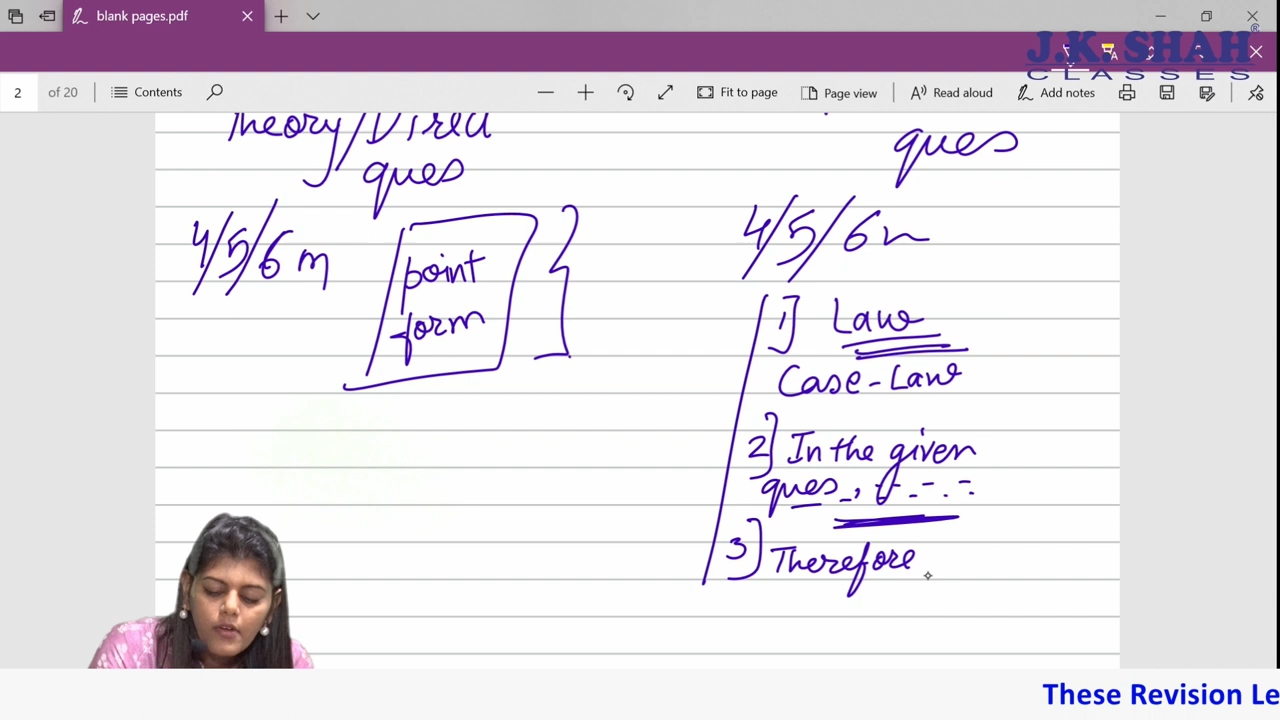 blank pages.pdf
J.K. SHAH®
CLASSES
2 of 20 Contents Fit to page Page view Read aloud Add notes
Theory/Direct
ques
4/5/6 m
point
form
ques
4/5/6 m
1] Law
Case-Law
2] In the given
ques
3] Therefore
These Revision Le